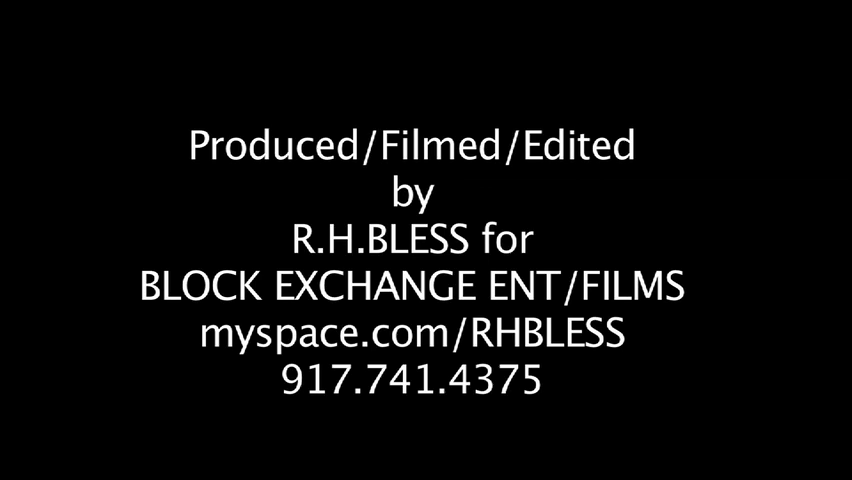 Produced/Filmed/Edited
by
R.H.BLESS for
BLOCK EXCHANGE ENT/FILMS
myspace.com/RHBLESS
917.741.4375